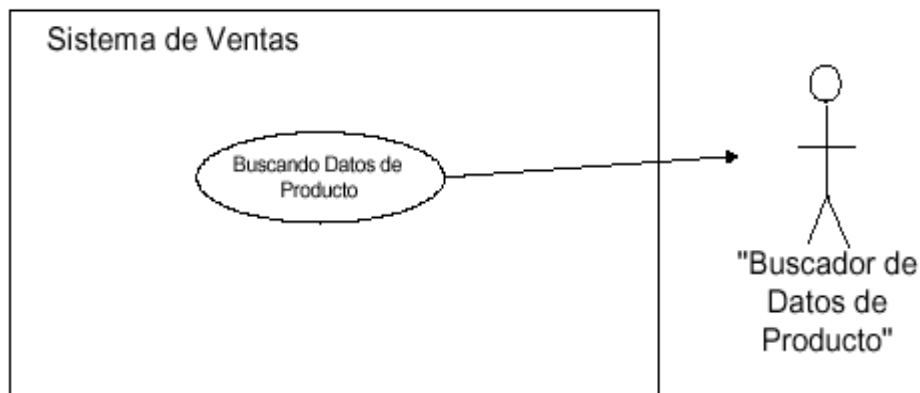 Sistema de Ventas
Buscando Datos de
Producto
"Buscador de
Datos de
Producto"